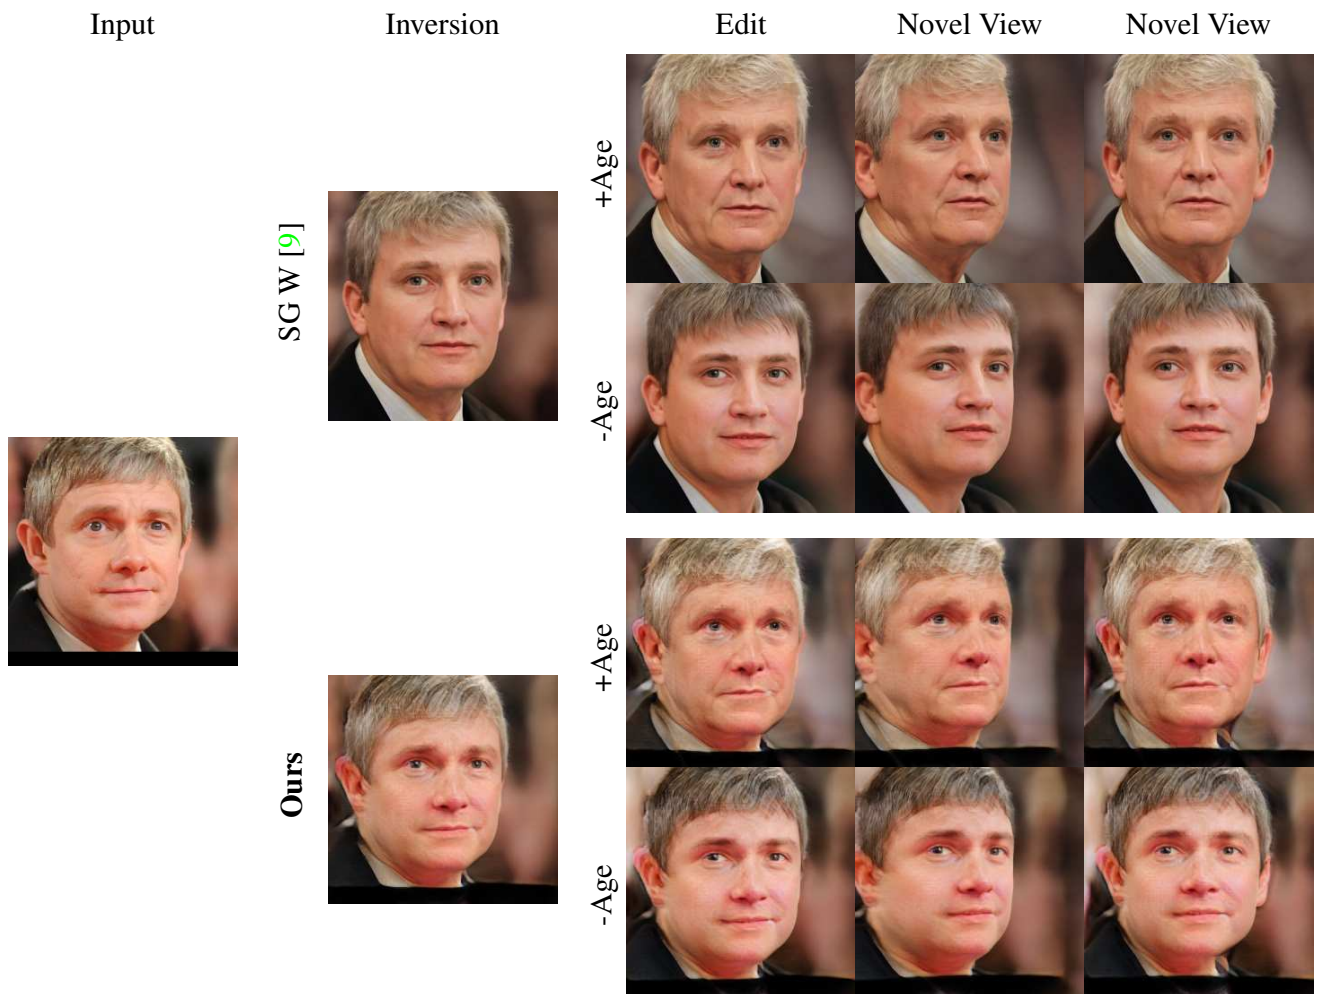 Input Inversion Edit Novel View Novel View
SG W [9]
+Age
-Age
Ours
+Age
-Age